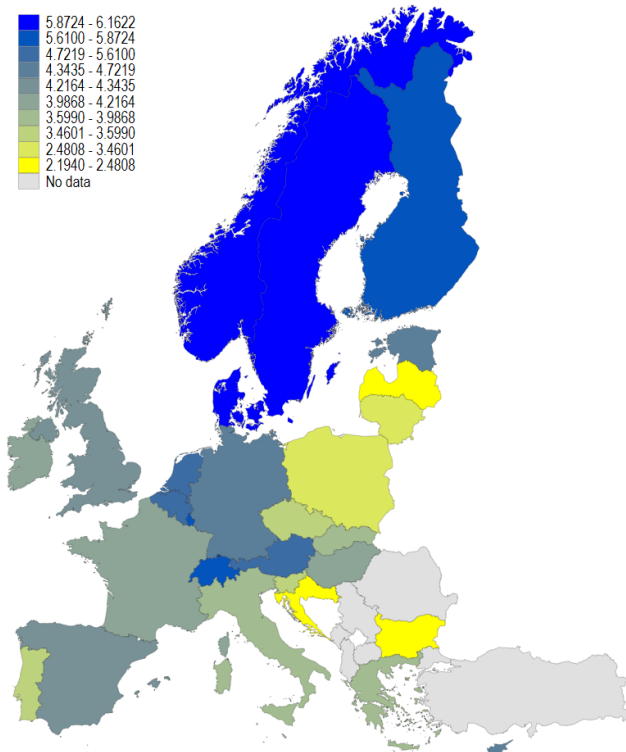 5.8724 - 6.1622
5.6100 - 5.8724
4.7219 - 5.6100
4.3435 - 4.7219
4.2164 - 4.3435
3.9868 - 4.2164
3.5990 - 3.9868
3.4601 - 3.5990
2.4808 - 3.4601
2.1940 - 2.4808
No data